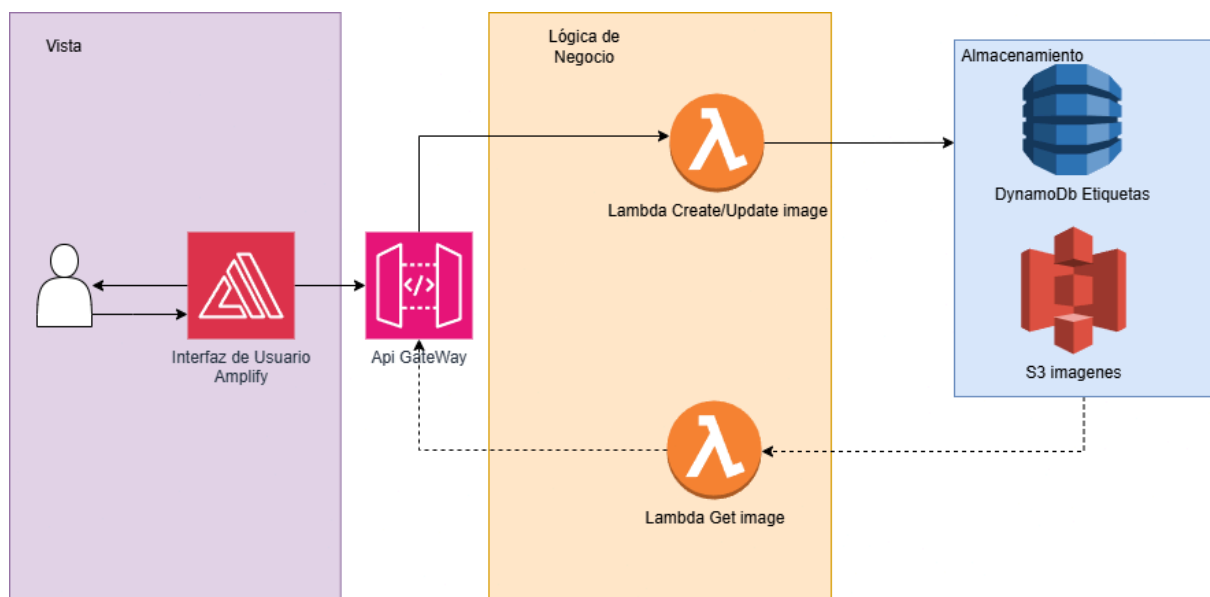 Vista
Lógica de
Negocio
Almacenamiento
Lambda Create/Update image
DynamoDb Etiquetas
</>
Interfaz de Usuario
Amplify
Api GateWay
S3 imagenes
Lambda Get image